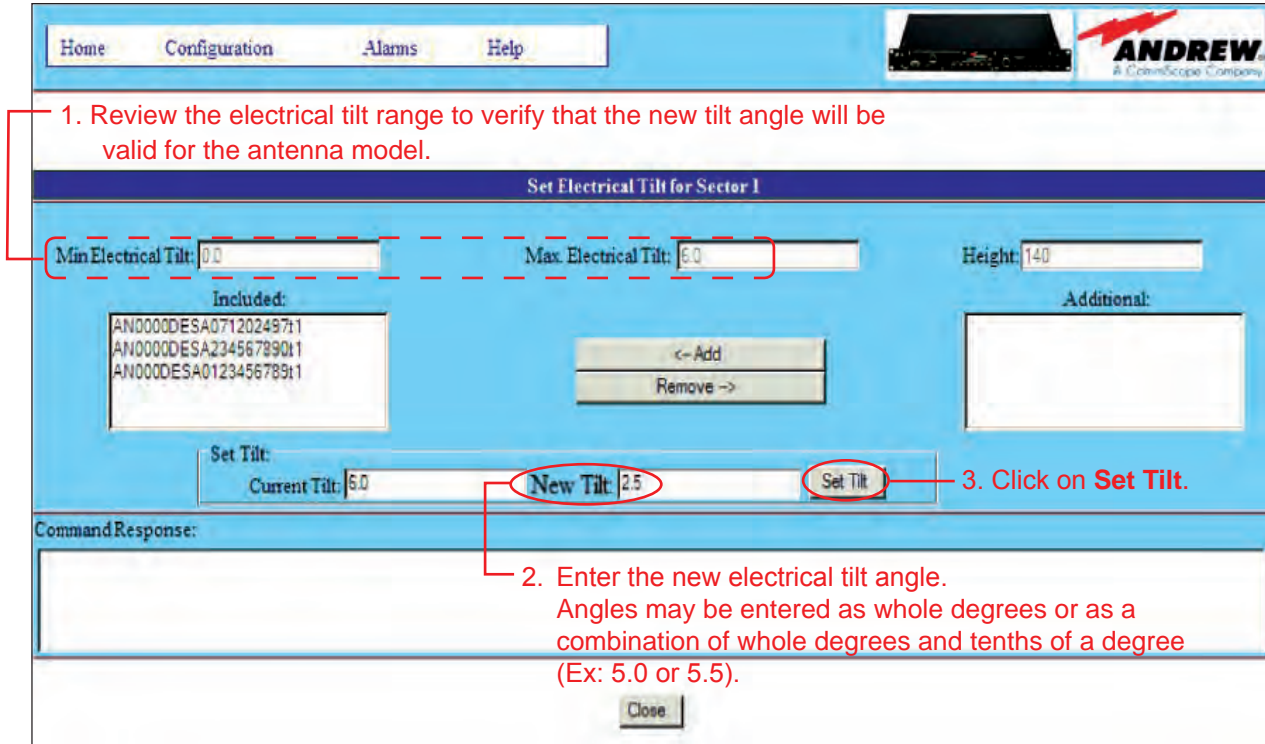 Home Configuration Alarms Help
ANDREW.
A CommScope Company
1. Review the electrical tilt range to verify that the new tilt angle will be
valid for the antenna model.
Set Electrical Tilt for Sector 1
Min Electrical Tilt: 0.0 Max. Electrical Tilt: 6.0 Height: 140
Included: Additional:
AN0000DESA071202497t1
AN0000DESA234567890t1
AN000DESA0123456789t1
<-- Add
Remove -->
Set Tilt:
Current Tilt: 6.0 New Tilt: 2.5 Set Tilt
3. Click on Set Tilt.
Command Response:
2. Enter the new electrical tilt angle.
Angles may be entered as whole degrees or as a
combination of whole degrees and tenths of a degree
(Ex: 5.0 or 5.5).
Close